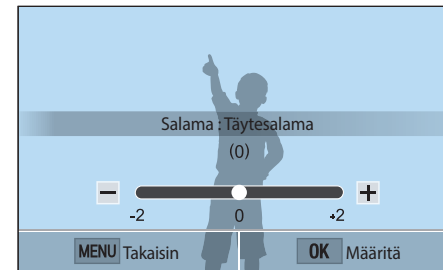 Salama : Täytesalama
(0)
-2 0 +2
MENU Takaisin OK Määritä